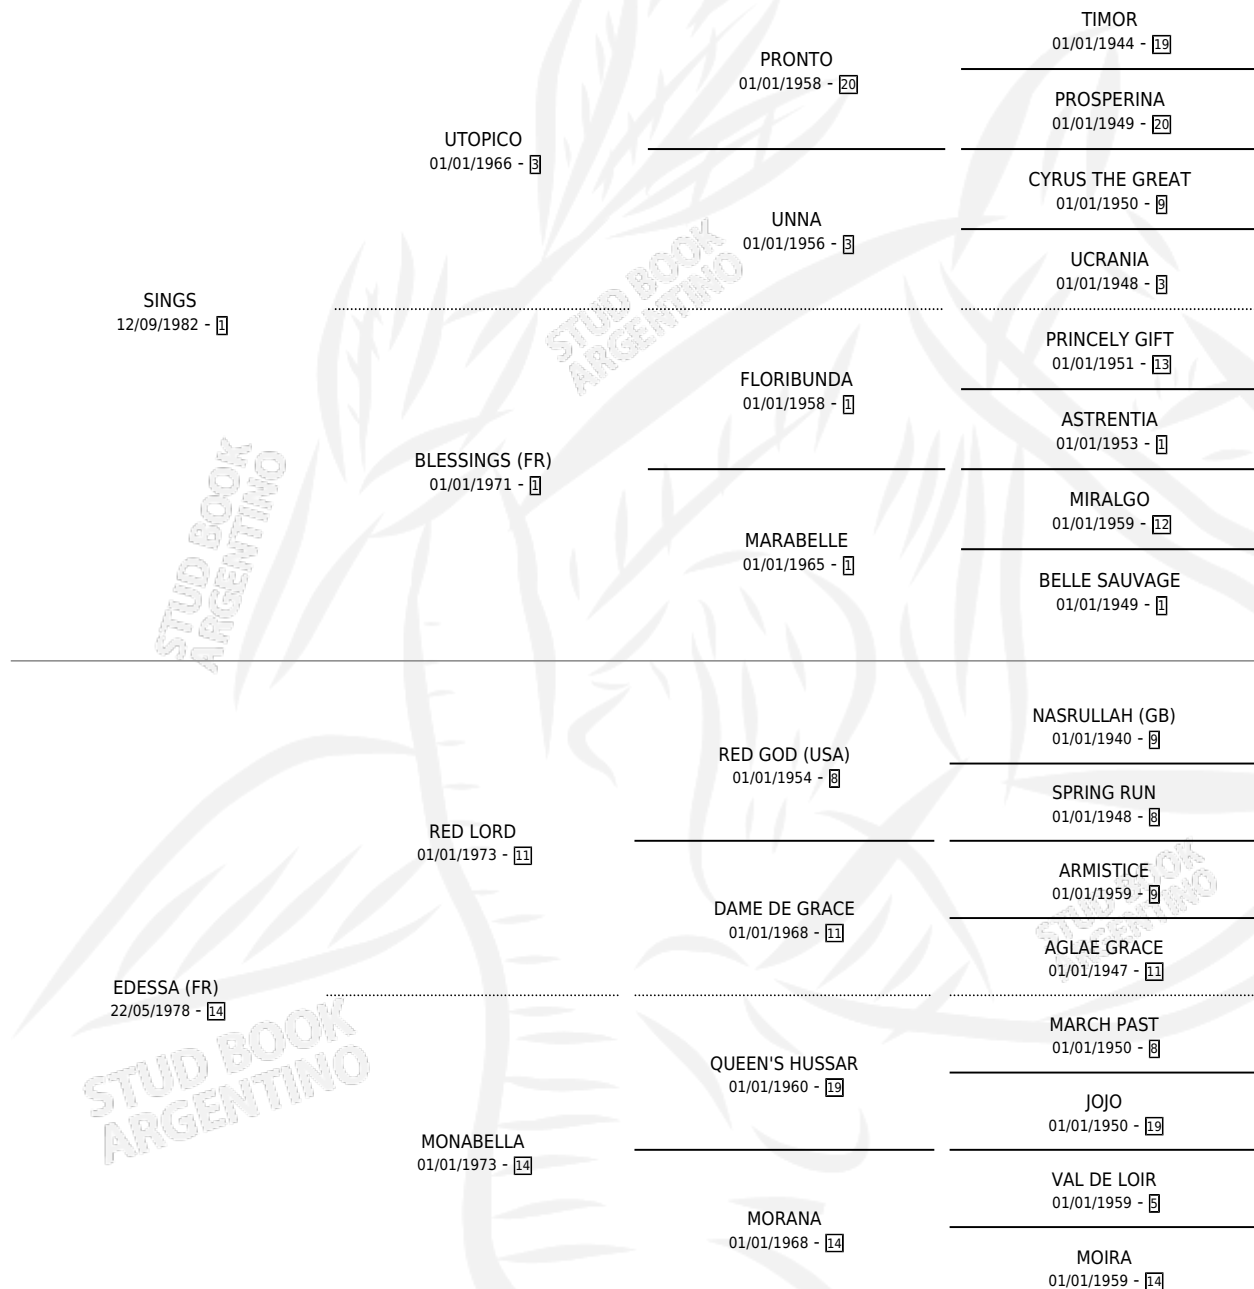 TIMOR
01/01/1944 - 19
PRONTO
01/01/1958 - 20
PROSPERINA
01/01/1949 - 20
UTOPICO
01/01/1966 - 3
CYRUS THE GREAT
01/01/1950 - 9
UNNA
01/01/1956 - 3
UCRANIA
01/01/1948 - 3
SINGS
12/09/1982 - 1
STUD BOOK
ARGENTINO
PRINCELY GIFT
01/01/1951 - 13
FLORIBUNDA
01/01/1958 - 1
ASTRENTIA
01/01/1953 - 1
BLESSINGS (FR)
01/01/1971 - 1
MIRALGO
01/01/1959 - 12
MARABELLE
01/01/1965 - 1
BELLE SAUVAGE
01/01/1949 - 1
STUD BOOK
ARGENTINO
NASRULLAH (GB)
01/01/1940 - 9
RED GOD (USA)
01/01/1954 - 8
SPRING RUN
01/01/1948 - 8
RED LORD
01/01/1973 - 11
ARMISTICE
01/01/1959 - 9
DAME DE GRACE
01/01/1968 - 11
AGLAE GRACE
01/01/1947 - 11
STUD BOOK
ARGENTINO
EDESSA (FR)
22/05/1978 - 14
STUD BOOK
ARGENTINO
MARCH PAST
01/01/1950 - 8
QUEEN'S HUSSAR
01/01/1960 - 19
JOJO
01/01/1950 - 19
MONABELLA
01/01/1973 - 14
VAL DE LOIR
01/01/1959 - 5
MORANA
01/01/1968 - 14
MOIRA
01/01/1959 - 14